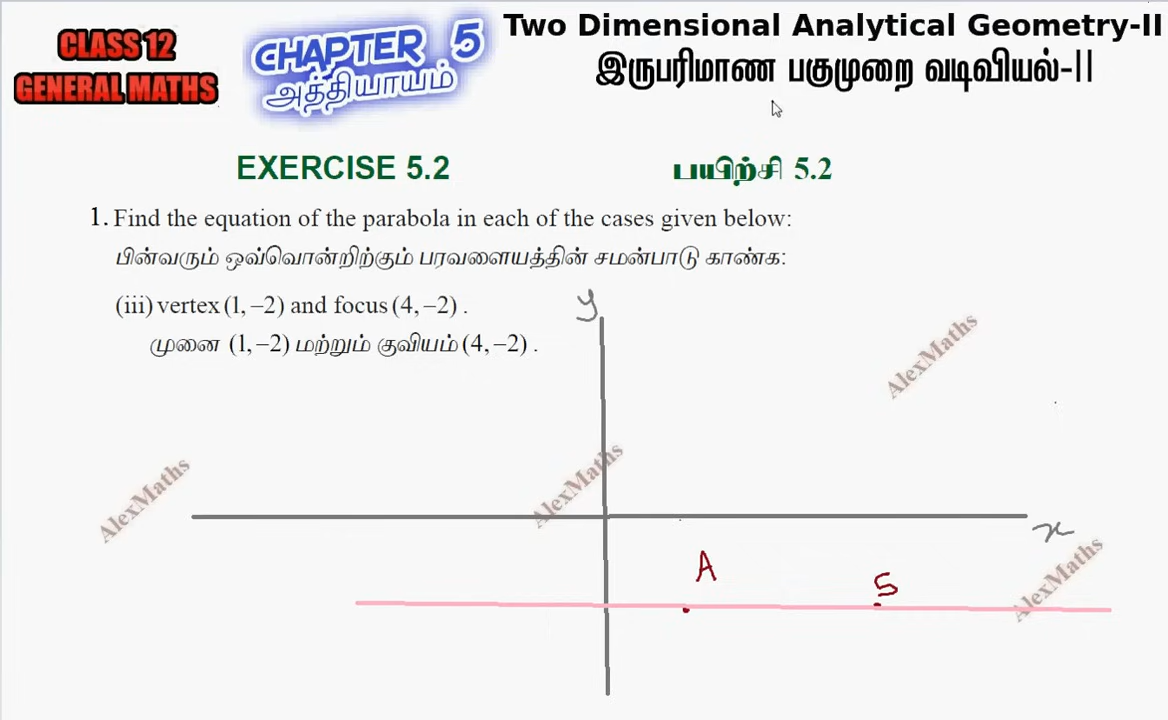 CLASS 12
GENERAL MATHS
CHAPTER 5
அத்தியாயம்
Two Dimensional Analytical Geometry-II
இருபரிமாண பகுமுறை வடிவியல்-II
EXERCISE 5.2
பயிற்சி 5.2
1. Find the equation of the parabola in each of the cases given below:
பின்வரும் ஒவ்வொன்றிற்கும் பரவளையத்தின் சமன்பாடு காண்க:
(iii) vertex (1, −2) and focus (4, −2) .
முனை (1, −2) மற்றும் குவியம் (4, −2) .
y
AlexMaths
AlexMaths
AlexMaths
x
A
S
AlexMaths